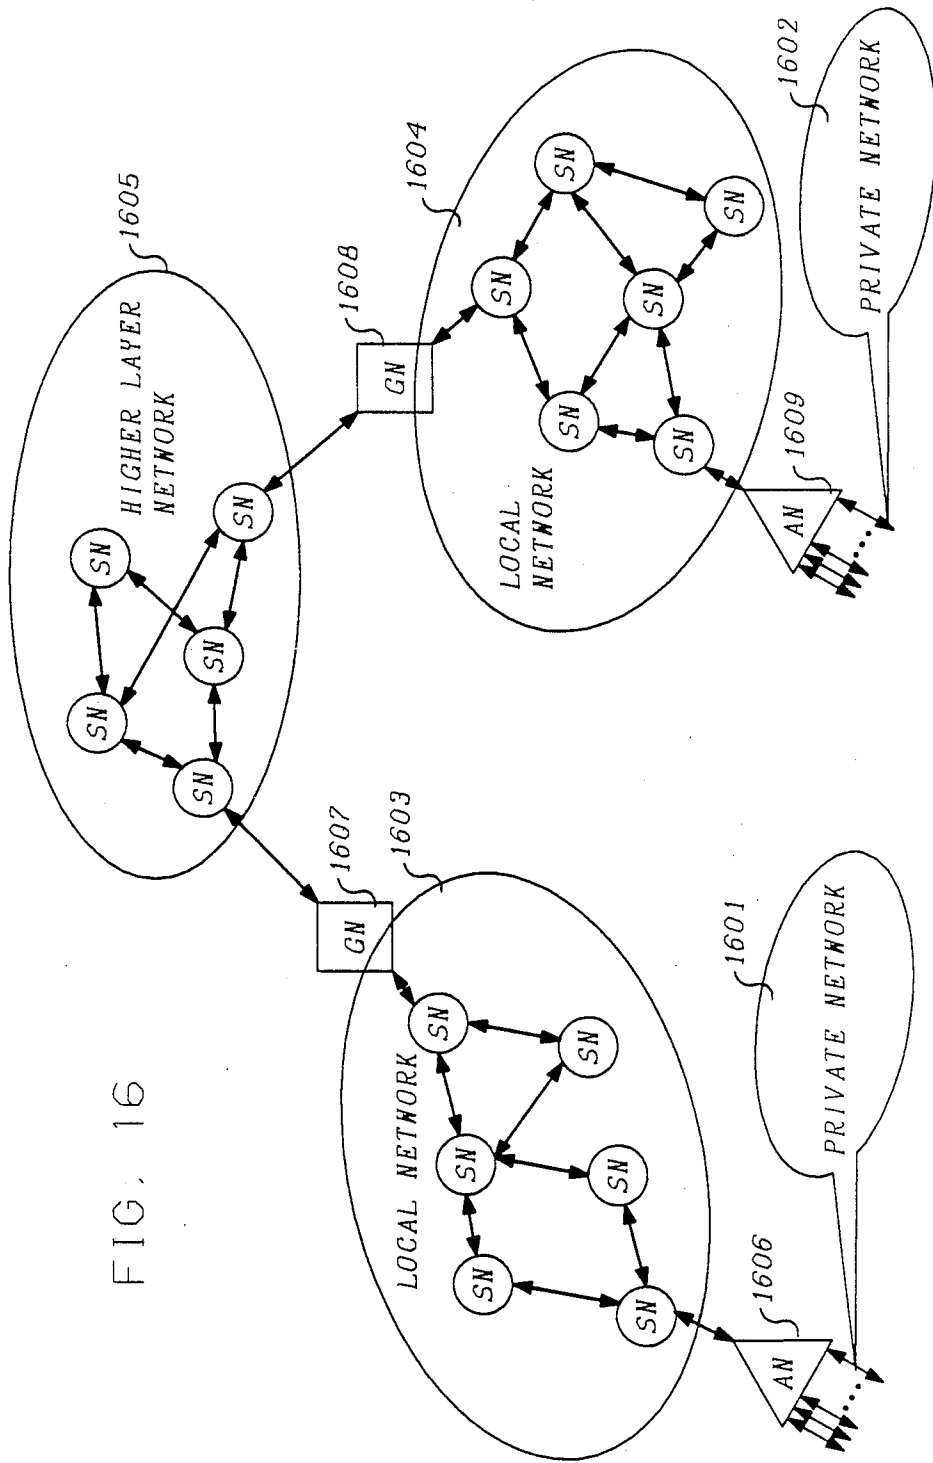 FIG. 16
HIGHER LAYER
NETWORK
1605
SN
SN
SN
SN
SN
GN
1607
GN
1608
LOCAL NETWORK
1603
SN
SN
SN
SN
SN
SN
LOCAL
NETWORK
1604
SN
SN
SN
SN
SN
SN
AN
1606
PRIVATE NETWORK
1601
AN
1609
PRIVATE NETWORK
1602